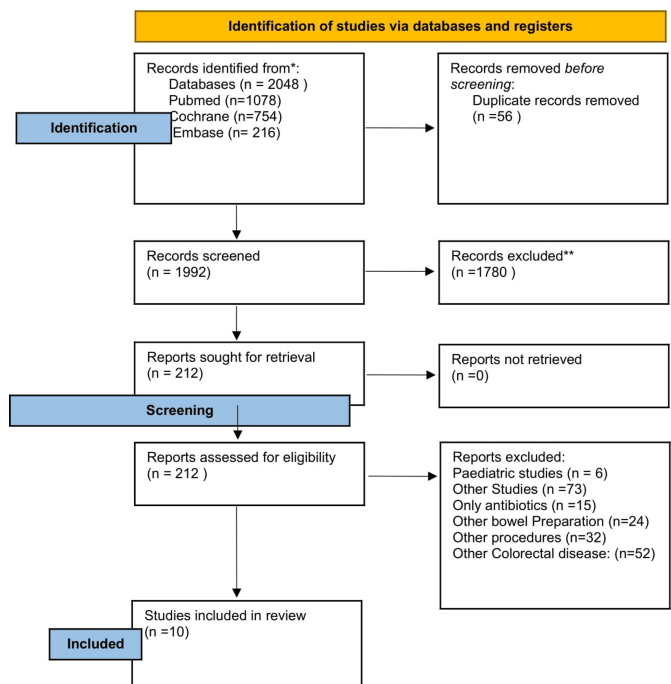 Identification of studies via databases and registers
Records identified from*:
Databases (n = 2048 )
Pubmed (n=1078)
Cochrane (n=754)
Embase (n= 216)
Records removed before
screening:
Duplicate records removed
(n =56 )
Identification
Records screened
(n = 1992)
Records excluded**
(n =1780 )
Reports sought for retrieval
(n = 212)
Reports not retrieved
(n =0)
Screening
Reports assessed for eligibility
(n = 212 )
Reports excluded:
Paediatric studies (n = 6)
Other Studies (n =73)
Only antibiotics (n =15)
Other bowel Preparation (n=24)
Other procedures (n=32)
Other Colorectal disease: (n=52)
Studies included in review
(n =10)
Included